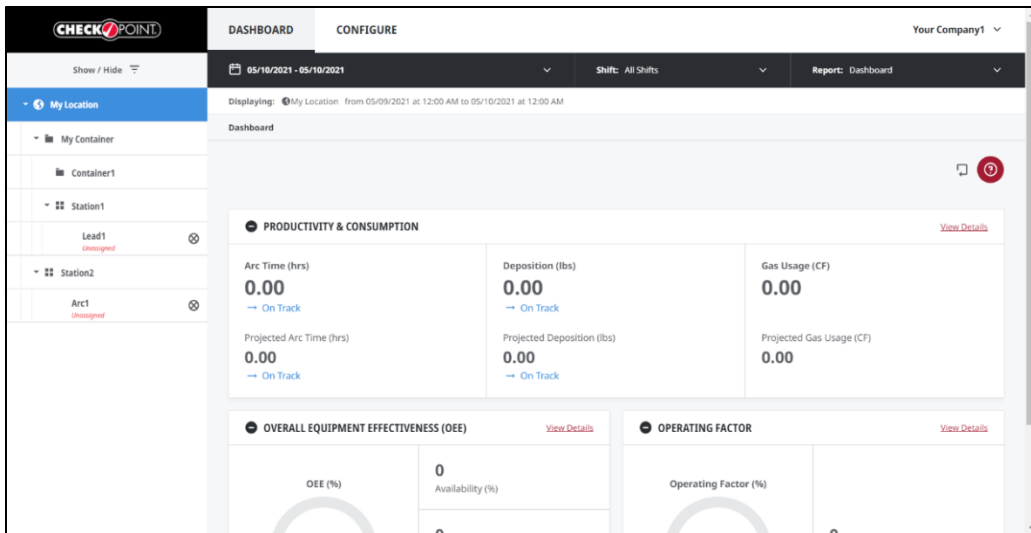 CHECKPOINT
DASHBOARD
CONFIGURE
Your Company1
Show / Hide
05/10/2021 - 05/10/2021
Shift: All Shifts
Report: Dashboard
My Location
Displaying: My Location from 05/09/2021 at 12:00 AM to 05/10/2021 at 12:00 AM
Dashboard
My Container
Container1
Station1
Lead1
Unassigned
Station2
Arc1
Unassigned
PRODUCTIVITY & CONSUMPTION
View Details
Arc Time (hrs)
0.00
→ On Track
Projected Arc Time (hrs)
0.00
→ On Track
Deposition (lbs)
0.00
→ On Track
Projected Deposition (lbs)
0.00
→ On Track
Gas Usage (CF)
0.00
Projected Gas Usage (CF)
0.00
OVERALL EQUIPMENT EFFECTIVENESS (OEE)
View Details
OEE (%)
0
Availability (%)
OPERATING FACTOR
View Details
Operating Factor (%)